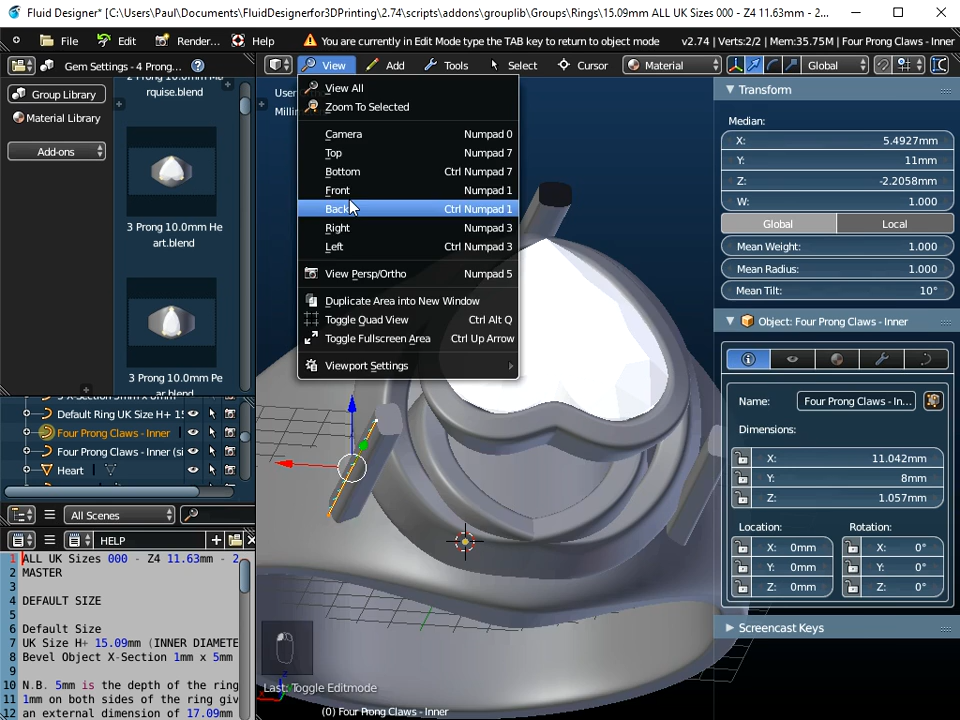 Fluid Designer* [C:\Users\Paul\Documents\FluidDesignerfor3DPrinting\2.74\scripts\addons\grouplib\Groups\Rings\15.09mm ALL UK Sizes 000 - Z4 11.63mm - 2...
File Edit Render... Help You are currently in Edit Mode type the TAB key to return to object mode v2.74 | Verts:2/2 | Mem:35.75M | Four Prong Claws - Inner
Gem Settings - 4 Prong...
View Add Tools Select Cursor Material Global
Group Library
Material Library
Add-ons
rquise.blend
3 Prong 10.0mm He
art.blend
3 Prong 10.0mm Pe
ar.blend
Default Ring UK Size H+ 1!
Four Prong Claws - Inner
Four Prong Claws - Inner (si
Heart
All Scenes
HELP
1 ALL UK Sizes 000 - Z4 11.63mm - 2
2 MASTER
3
4 DEFAULT SIZE
5
6 Default Size
7 UK Size H+ 15.09mm (INNER DIAMETE
8 Bevel Object X-Section 1mm x 5mm
9
10 N.B. 5mm is the depth of the ring
11 1mm on both sides of the ring giv
12 an external dimension of 17.09mm
User
Millin
View All
Zoom To Selected
Camera Numpad 0
Top Numpad 7
Bottom Ctrl Numpad 7
Front Numpad 1
Back Ctrl Numpad 1
Right Numpad 3
Left Ctrl Numpad 3
View Persp/Ortho Numpad 5
Duplicate Area into New Window
Toggle Quad View Ctrl Alt Q
Toggle Fullscreen Area Ctrl Up Arrow
Viewport Settings
Last: Toggle Editmode
(0) Four Prong Claws - Inner
Transform
Median:
X: 5.4927mm
Y: 11mm
Z: -2.2058mm
W: 1.000
Global Local
Mean Weight: 1.000
Mean Radius: 1.000
Mean Tilt: 10°
Object: Four Prong Claws - Inner
Name: Four Prong Claws - In...
Dimensions:
X: 11.042mm
Y: 8mm
Z: 1.057mm
Location: Rotation:
X: 0mm X: 0°
Y: 0mm Y: 0°
Z: 0mm Z: 0°
Screencast Keys